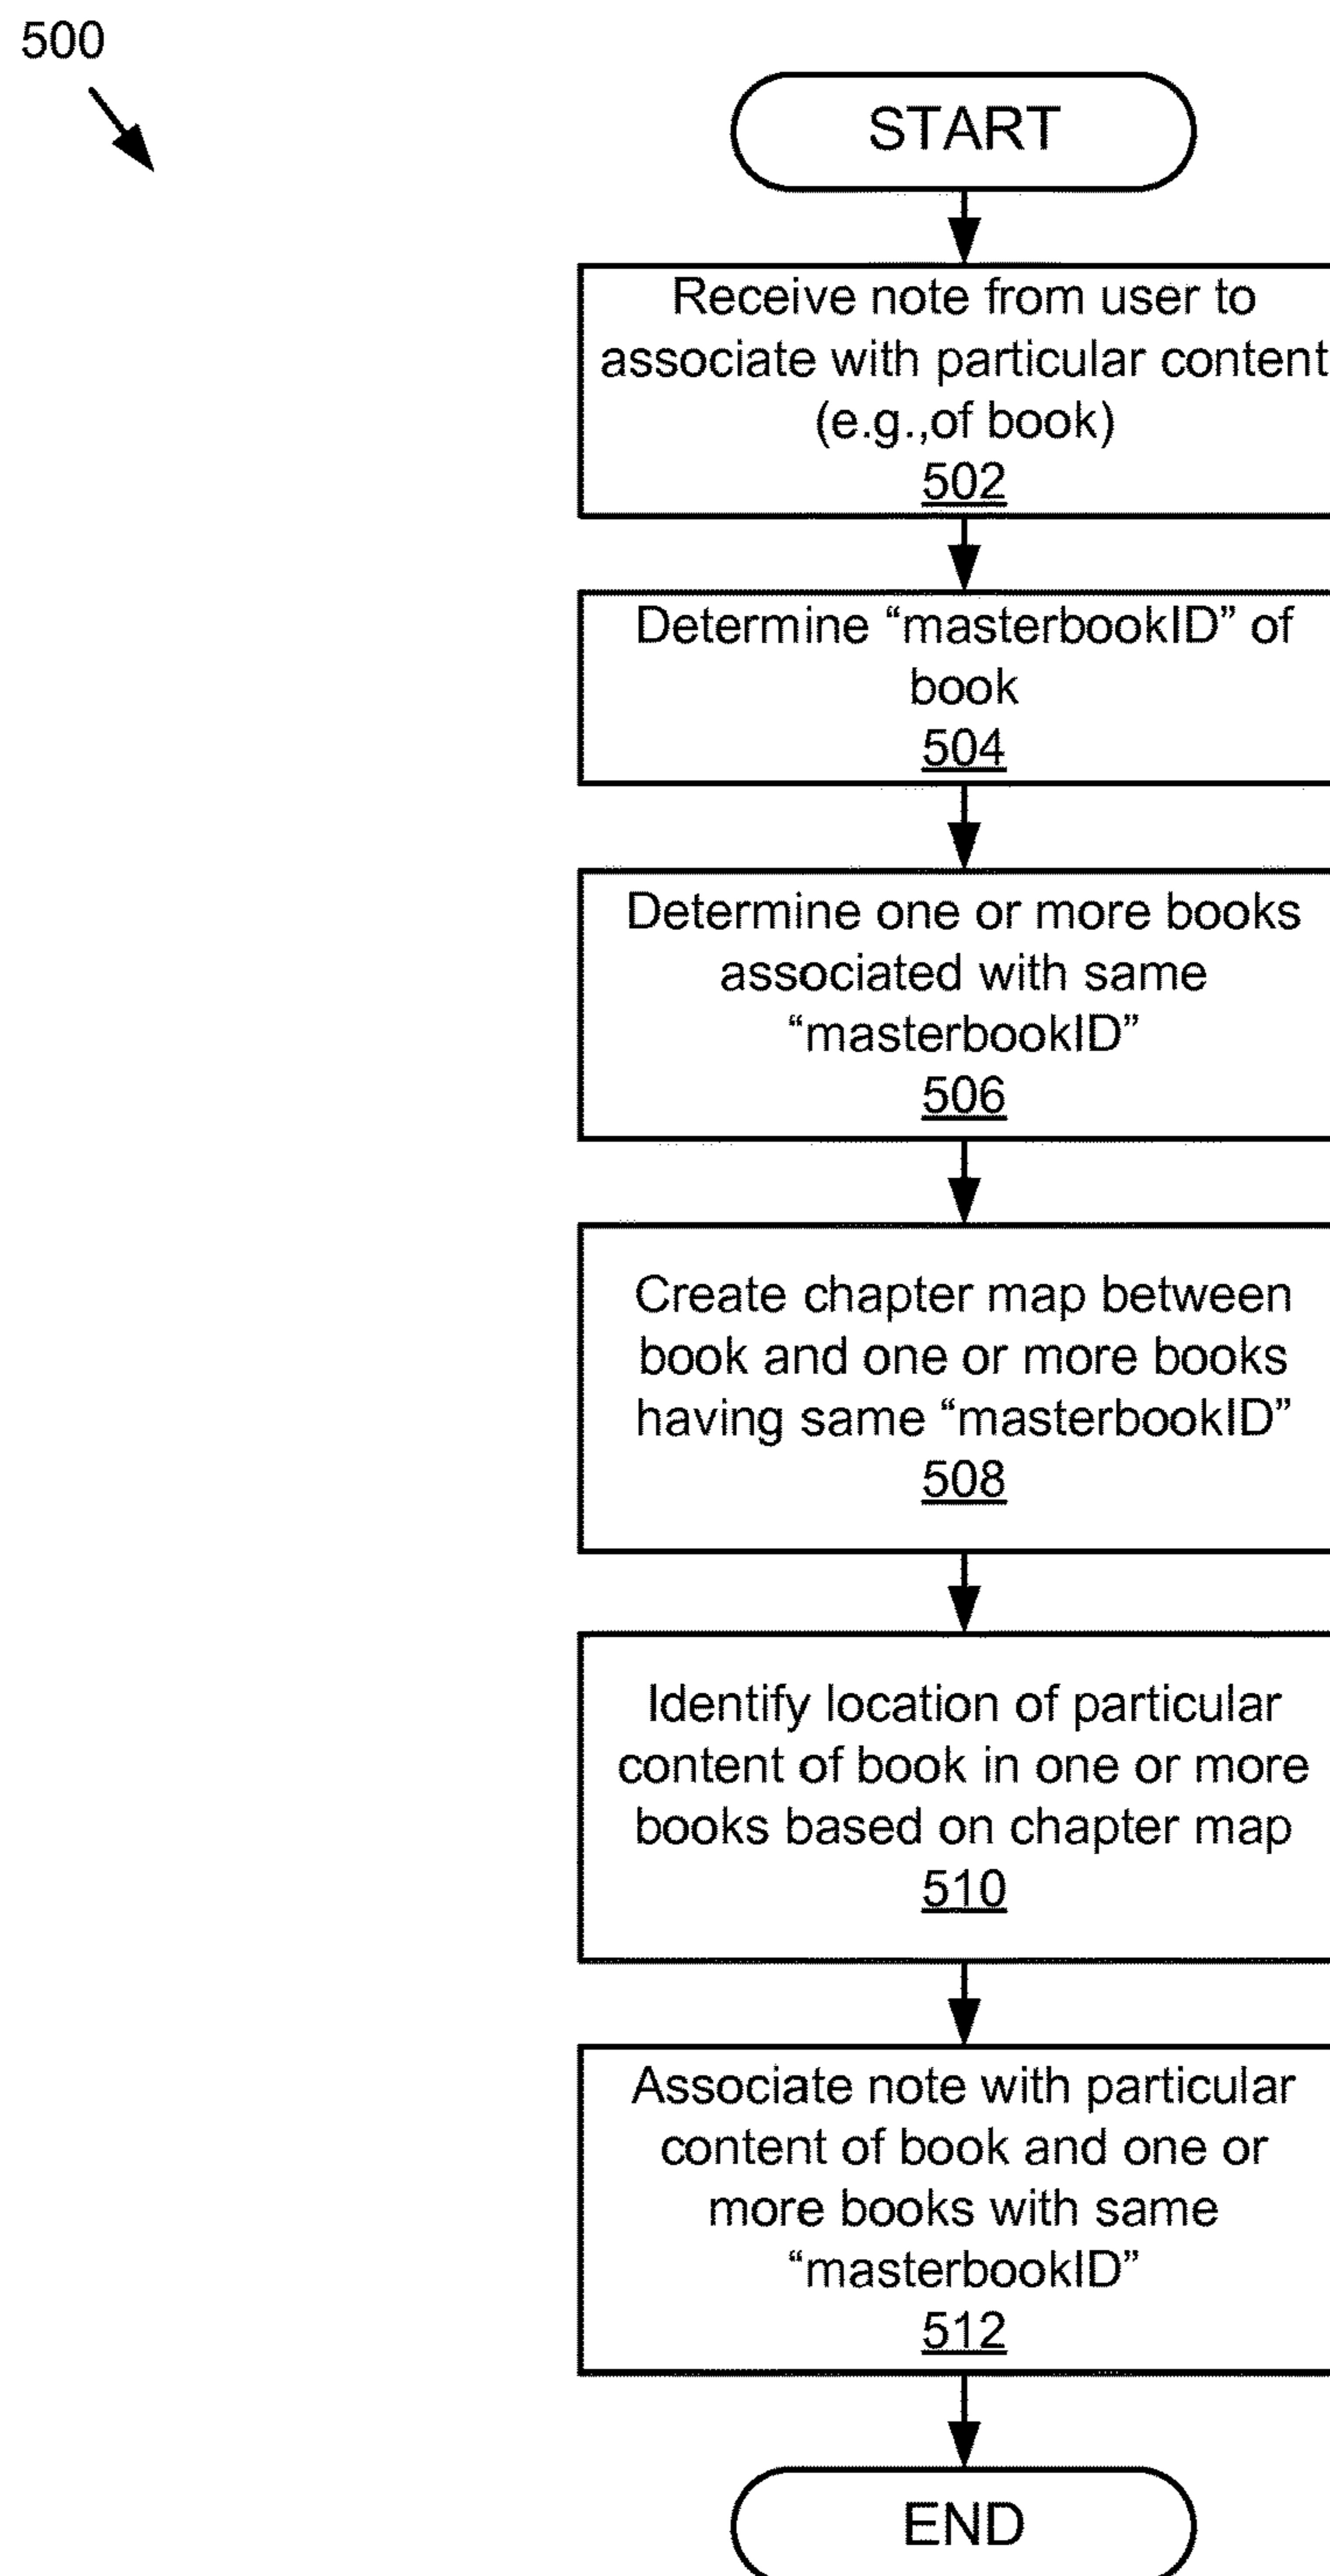 500
START
Receive note from user to
associate with particular content
(e.g.,of book)
502
Determine “masterbookID” of
book
504
Determine one or more books
associated with same
“masterbookID”
506
Create chapter map between
book and one or more books
having same “masterbookID”
508
Identify location of particular
content of book in one or more
books based on chapter map
510
Associate note with particular
content of book and one or
more books with same
“masterbookID”
512
END